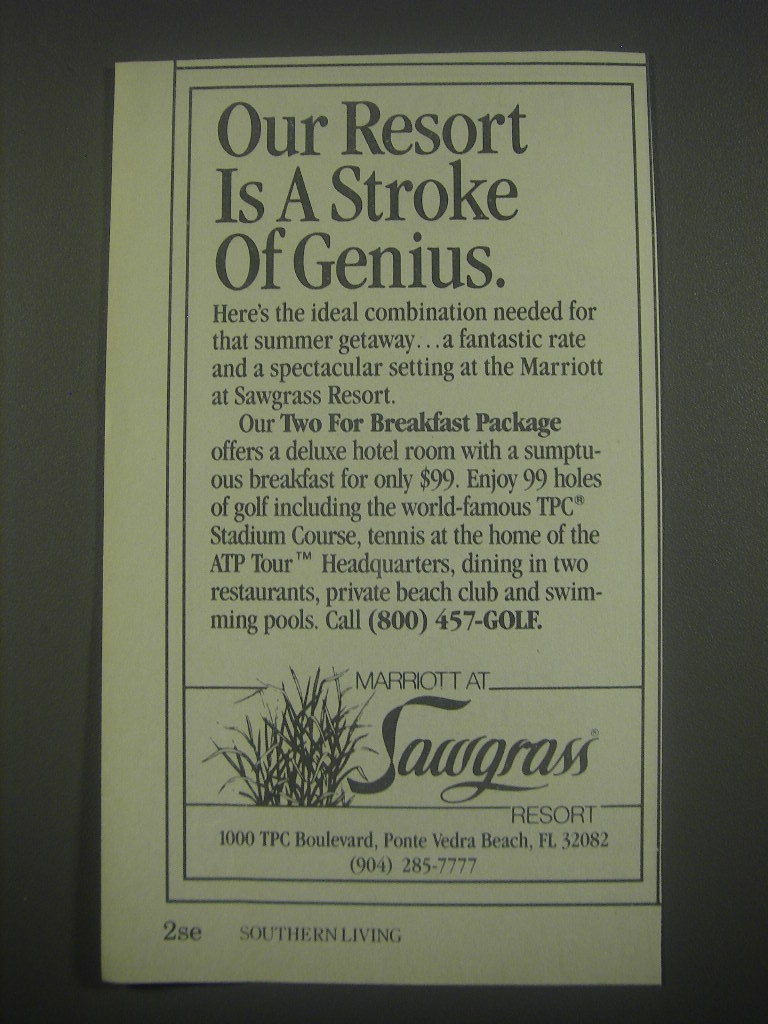 Our Resort
Is A Stroke
Of Genius.
Here's the ideal combination needed for
that summer getaway...a fantastic rate
and a spectacular setting at the Marriott
at Sawgrass Resort.
Our Two For Breakfast Package
offers a deluxe hotel room with a sumptu-
ous breakfast for only $99. Enjoy 99 holes
of golf including the world-famous TPC®
Stadium Course, tennis at the home of the
ATP Tour™ Headquarters, dining in two
restaurants, private beach club and swim-
ming pools. Call (800) 457-GOLF.
MARRIOTT AT
Sawgrass®
RESORT
1000 TPC Boulevard, Ponte Vedra Beach, FL 32082
(904) 285-7777
2se SOUTHERN LIVING